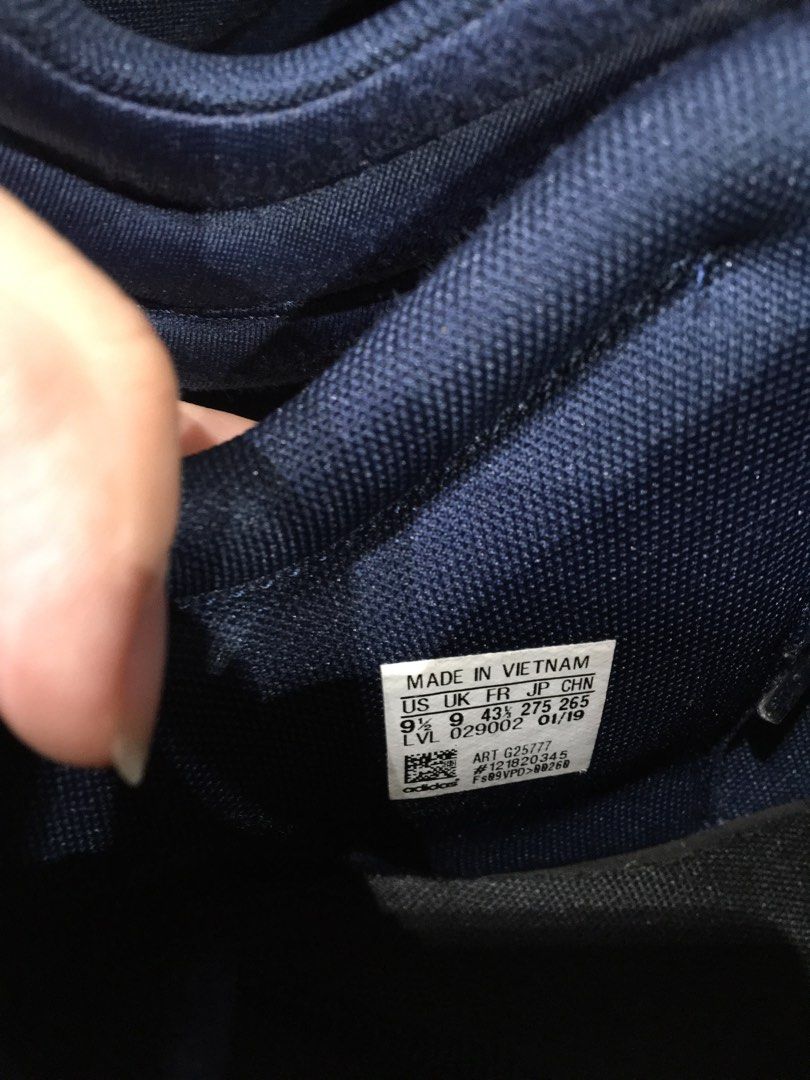 MADE IN VIETNAM
US UK FR JP CHN
9½ 9 43⅓ 275 265
LVL 029002 01/19
ART G25777
#121820345
Fs09VPD>00260
adidas